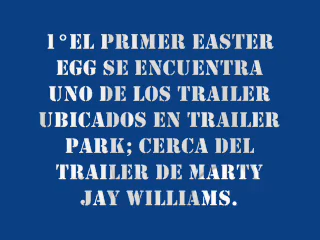 1°EL PRIMER EASTER
EGG SE ENCUENTRA
UNO DE LOS TRAILER
UBICADOS EN TRAILER
PARK; CERCA DEL
TRAILER DE MARTY
JAY WILLIAMS.